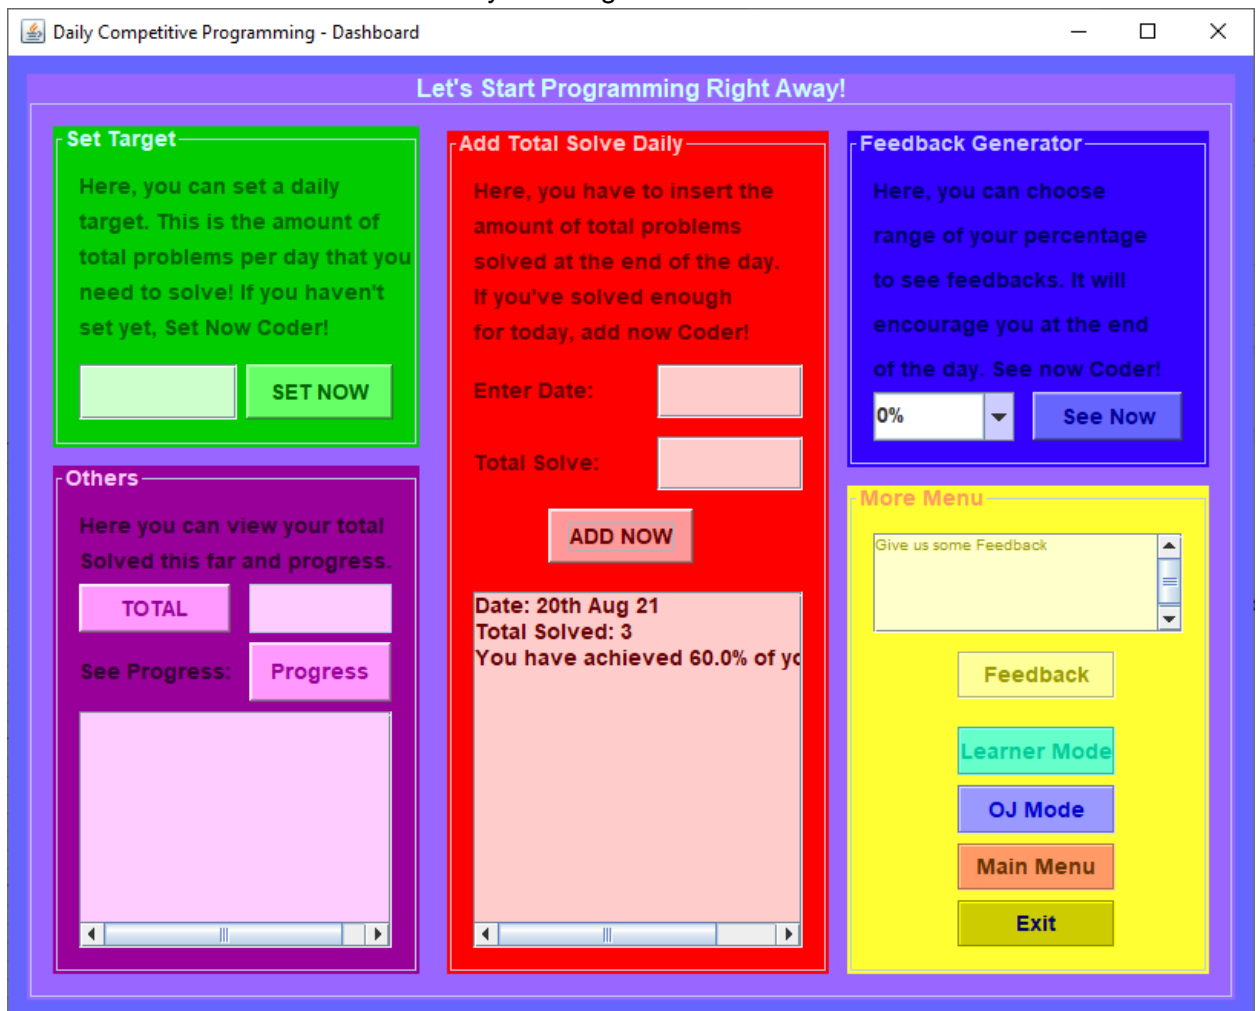 Daily Competitive Programming - Dashboard
Let's Start Programming Right Away!
Set Target
Here, you can set a daily
target. This is the amount of
total problems per day that you
need to solve! If you haven't
set yet, Set Now Coder!
SET NOW
Others
Here you can view your total
Solved this far and progress.
TOTAL
See Progress:
Progress
Add Total Solve Daily
Here, you have to insert the
amount of total problems
solved at the end of the day.
If you've solved enough
for today, add now Coder!
Enter Date:
Total Solve:
ADD NOW
Date: 20th Aug 21
Total Solved: 3
You have achieved 60.0% of
Feedback Generator
Here, you can choose
range of your percentage
to see feedbacks. It will
encourage you at the end
of the day. See now Coder!
0%
See Now
More Menu
Give us some Feedback
Feedback
Learner Mode
OJ Mode
Main Menu
Exit